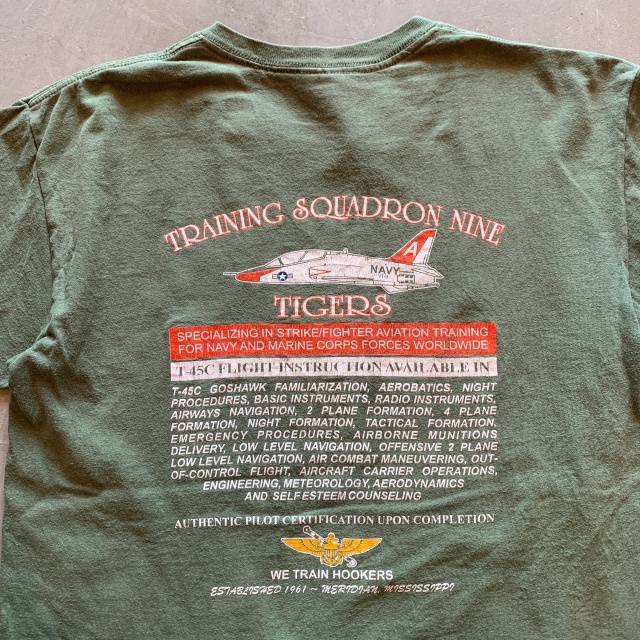 TRAINING SQUADRON NINE
A
NAVY
TIGERS
SPECIALIZING IN STRIKE/FIGHTER AVIATION TRAINING
FOR NAVY AND MARINE CORPS FORCES WORLDWIDE
T-45C FLIGHT INSTRUCTION AVAILABLE IN
T-45C GOSHAWK FAMILIARIZATION, AEROBATICS, NIGHT
PROCEDURES, BASIC INSTRUMENTS, RADIO INSTRUMENTS,
AIRWAYS NAVIGATION, 2 PLANE FORMATION, 4 PLANE
FORMATION, NIGHT FORMATION, TACTICAL FORMATION,
EMERGENCY PROCEDURES, AIRBORNE MUNITIONS
DELIVERY, LOW LEVEL NAVIGATION, OFFENSIVE 2 PLANE
LOW LEVEL NAVIGATION, AIR COMBAT MANEUVERING, OUT-
OF-CONTROL FLIGHT, AIRCRAFT CARRIER OPERATIONS,
ENGINEERING, METEOROLOGY, AERODYNAMICS
AND SELF ESTEEM COUNSELING
AUTHENTIC PILOT CERTIFICATION UPON COMPLETION
WE TRAIN HOOKERS
ESTABLISHED 1961 ~ MERIDIAN, MISSISSIPPI